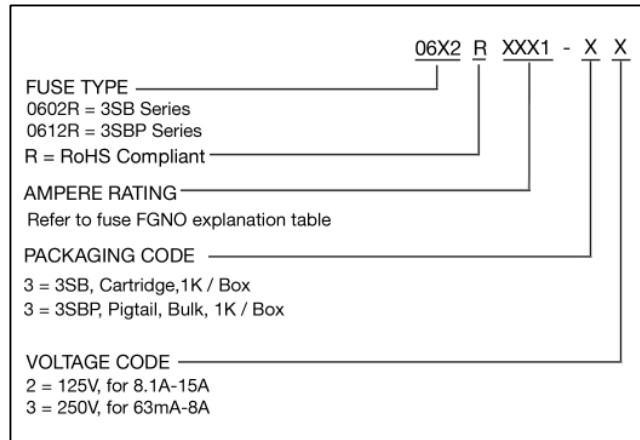 06X2 R XXX1 - X X
FUSE TYPE
0602R = 3SB Series
0612R = 3SBP Series
R = RoHS Compliant
AMPERE RATING
Refer to fuse FGNO explanation table
PACKAGING CODE
3 = 3SB, Cartridge,1K / Box
3 = 3SBP, Pigtail, Bulk, 1K / Box
VOLTAGE CODE
2 = 125V, for 8.1A-15A
3 = 250V, for 63mA-8A